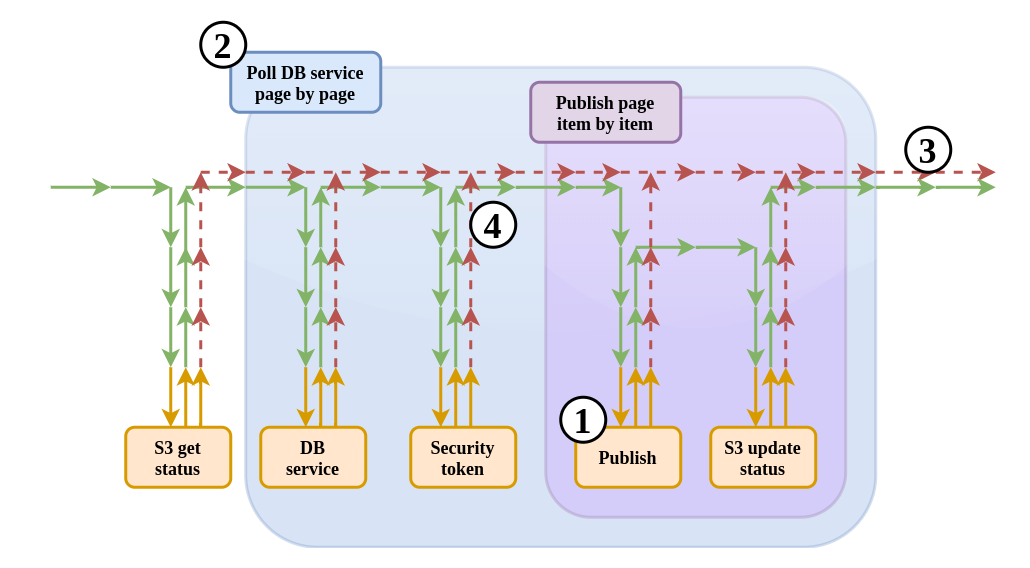 2
Poll DB service
page by page
Publish page
item by item
3
4
1
S3 get
status
DB
service
Security
token
Publish
S3 update
status